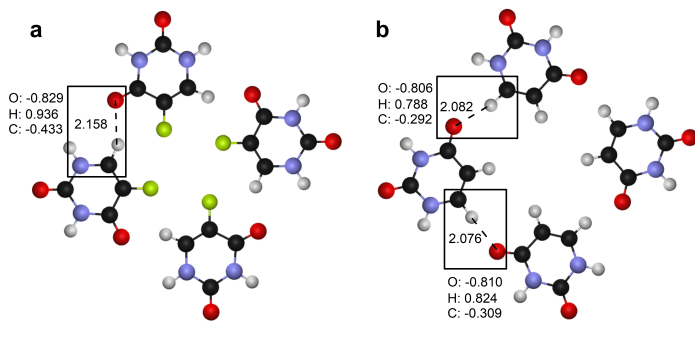 a
O: -0.829
H: 0.936
C: -0.433
2.158
b
O: -0.806
H: 0.788
C: -0.292
2.082
2.076
O: -0.810
H: 0.824
C: -0.309